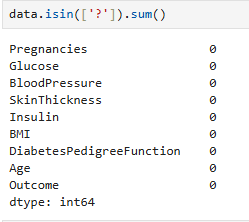 data.isin(['?']).sum()
Pregnancies 0
Glucose 0
BloodPressure 0
SkinThickness 0
Insulin 0
BMI 0
DiabetesPedigreeFunction 0
Age 0
Outcome 0
dtype: int64